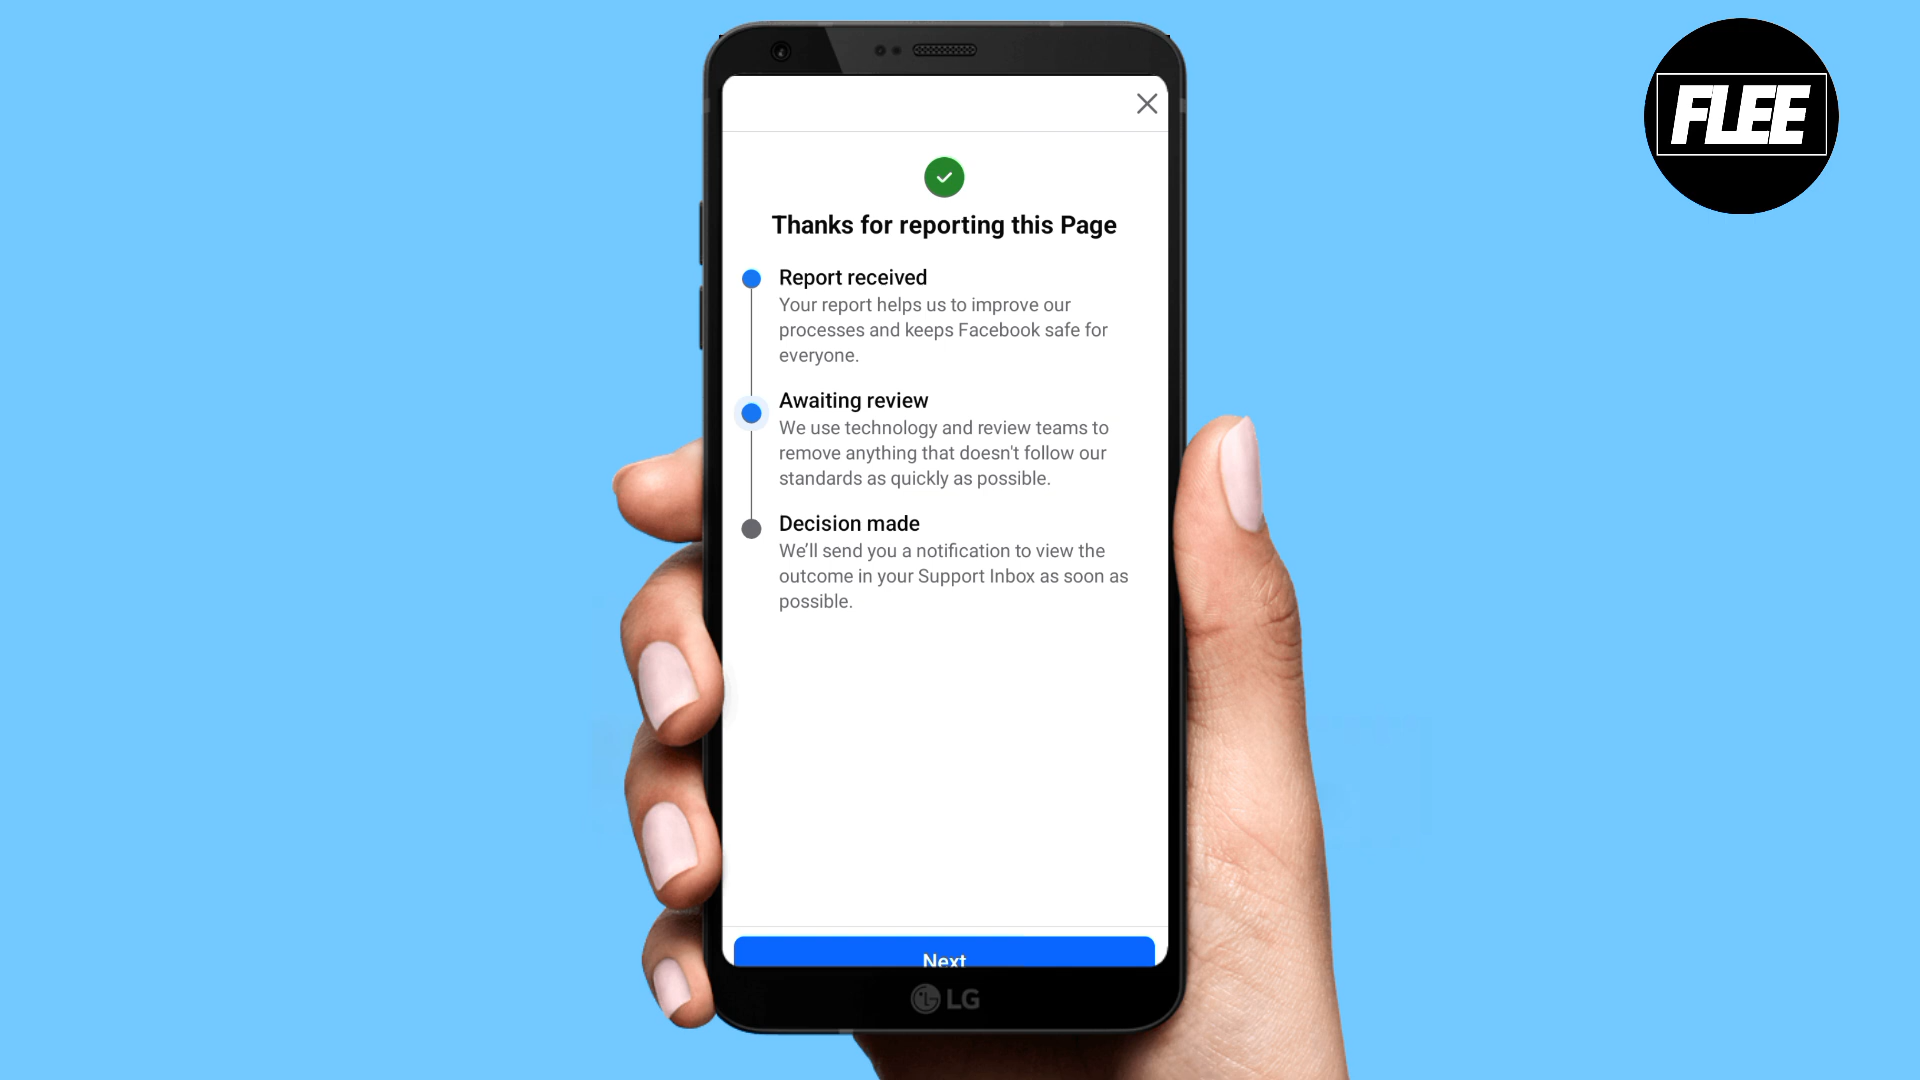 FLEE
Thanks for reporting this Page
Report received
Your report helps us to improve our
processes and keeps Facebook safe for
everyone.
Awaiting review
We use technology and review teams to
remove anything that doesn't follow our
standards as quickly as possible.
Decision made
We’ll send you a notification to view the
outcome in your Support Inbox as soon as
possible.
Next
LG